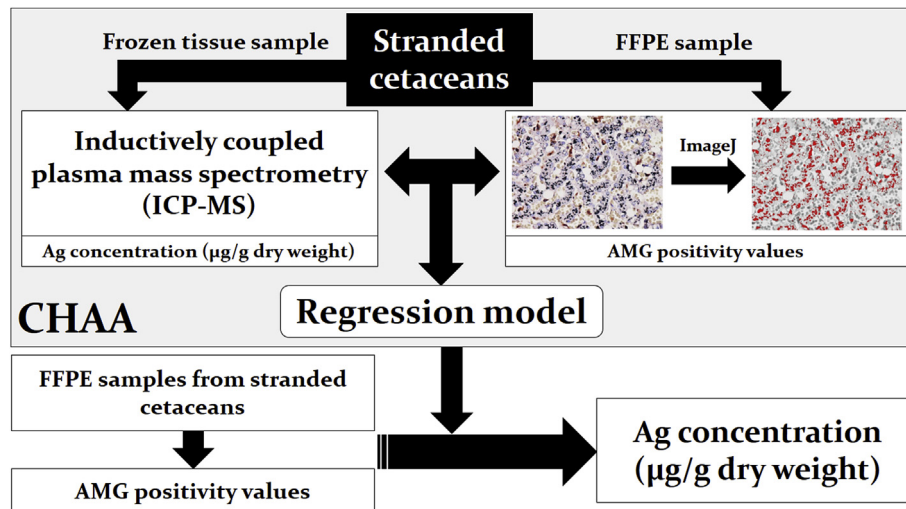 Frozen tissue sample
Stranded
cetaceans
FFPE sample
Inductively coupled
plasma mass spectrometry
(ICP-MS)
Ag concentration (µg/g dry weight)
ImageJ
AMG positivity values
Regression model
CHAA
FFPE samples from stranded
cetaceans
AMG positivity values
Ag concentration
(µg/g dry weight)